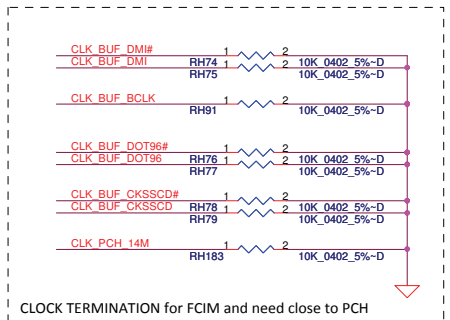 CLK_BUF_DMI# 1 2
CLK_BUF_DMI RH74 1 2 10K_0402_5%~D
RH75 10K_0402_5%~D
CLK_BUF_BCLK 1 2
RH91 10K_0402_5%~D
CLK_BUF_DOT96# 1 2
CLK_BUF_DOT96 RH76 1 2 10K_0402_5%~D
RH77 10K_0402_5%~D
CLK_BUF_CKSSCD# 1 2
CLK_BUF_CKSSCD RH78 1 2 10K_0402_5%~D
RH79 10K_0402_5%~D
CLK_PCH_14M 1 2
RH183 10K_0402_5%~D
CLOCK TERMINATION for FCIM and need close to PCH